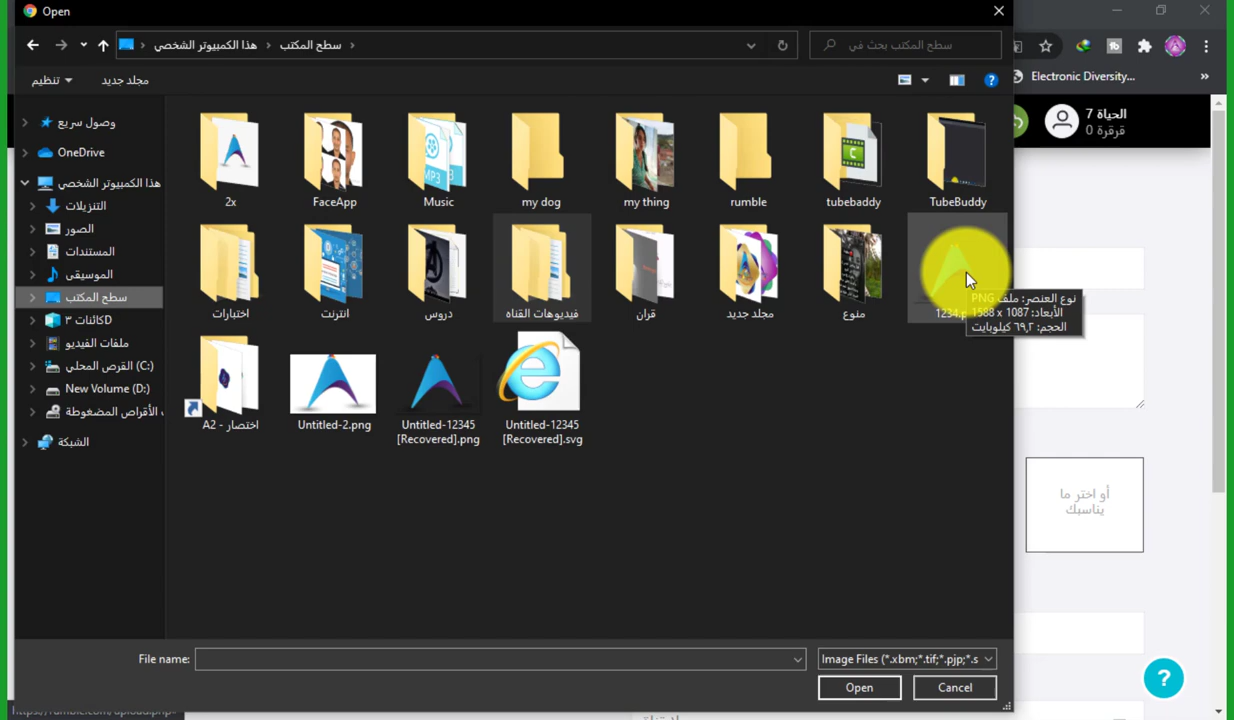 Open
هذا الكمبيوتر الشخصي
سطح المكتب
سطح المكتب بحث في
تنظيم
مجلد جديد
Electronic Diversity...
»
الحياة 7
قرقرة 0
وصول سريع
OneDrive
هذا الكمبيوتر الشخصي
التنزيلات
الصور
المستندات
الموسيقى
سطح المكتب
كائنات ٣D
ملفات الفيديو
القرص المحلي (C:)
New Volume (D:)
الأقراص المضغوطة
الشبكة
2x
FaceApp
Music
my dog
my thing
rumble
tubebaddy
TubeBuddy
اختبارات
انترنت
دروس
فيديوهات القناه
قران
مجلد جديد
منوع
1234.p
نوع العنصر: ملف PNG
الأبعاد: 1087 x 1588
الحجم: ٦٩,٢ كيلوبايت
A2 - اختصار
Untitled-2.png
Untitled-12345
[Recovered].png
Untitled-12345
[Recovered].svg
أو اختر ما
يناسبك
File name:
Image Files (*.xbm;*.tif;*.pjp;*.s
Open
Cancel
?